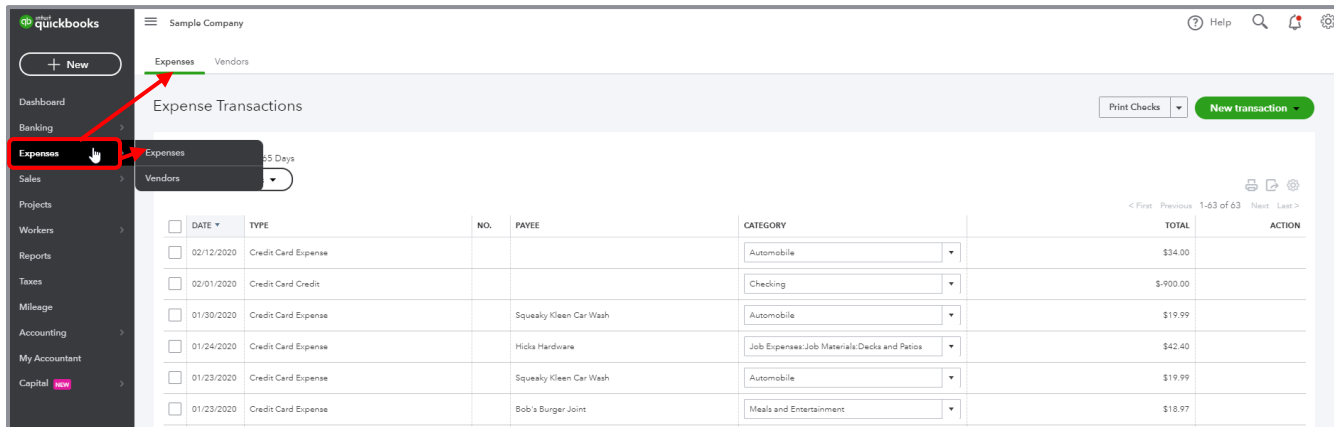 intuit
quickbooks
Sample Company
Help
+ New
Expenses Vendors
Dashboard
Expense Transactions
Print Checks
New transaction
Banking
Expenses
Expenses
65 Days
Sales
Vendors
Projects
< First Previous 1-63 of 63 Next Last >
Workers
DATE TYPE NO. PAYEE CATEGORY TOTAL ACTION
Reports
02/12/2020 Credit Card Expense Automobile $34.00
Taxes
02/01/2020 Credit Card Credit Checking $-900.00
Mileage
01/30/2020 Credit Card Expense Squeaky Kleen Car Wash Automobile $19.99
Accounting
01/24/2020 Credit Card Expense Hicks Hardware Job Expenses:Job Materials:Decks and Patios $42.40
My Accountant
01/23/2020 Credit Card Expense Squeaky Kleen Car Wash Automobile $19.99
Capital NEW
01/23/2020 Credit Card Expense Bob's Burger Joint Meals and Entertainment $18.97